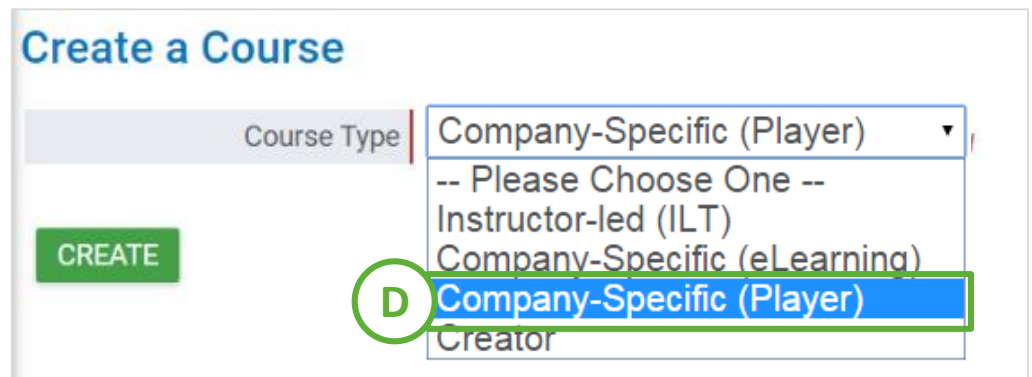 Create a Course
Course Type
Company-Specific (Player)
-- Please Choose One --
Instructor-led (ILT)
Company-Specific (eLearning)
CREATE
D
Company-Specific (Player)
Creator